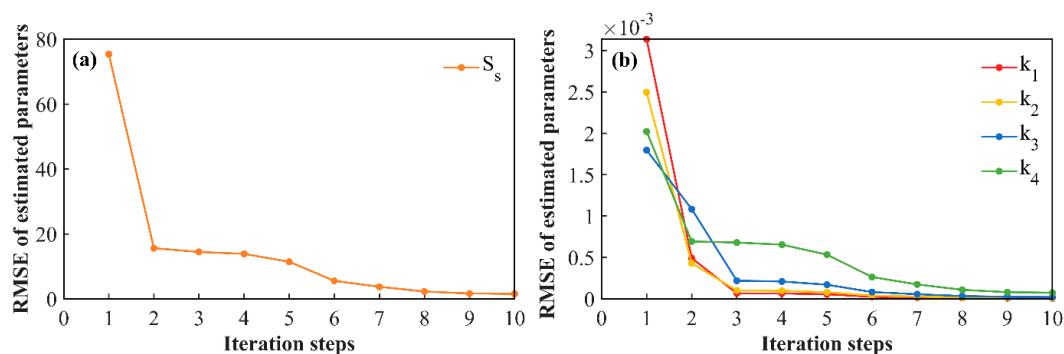 (a)
S_s
RMSE of estimated parameters
80
60
40
20
0
0 1 2 3 4 5 6 7 8 9 10
Iteration steps
×10^-3
(b)
k_1
k_2
k_3
k_4
RMSE of estimated parameters
3
2.5
2
1.5
1
0.5
0
0 1 2 3 4 5 6 7 8 9 10
Iteration steps